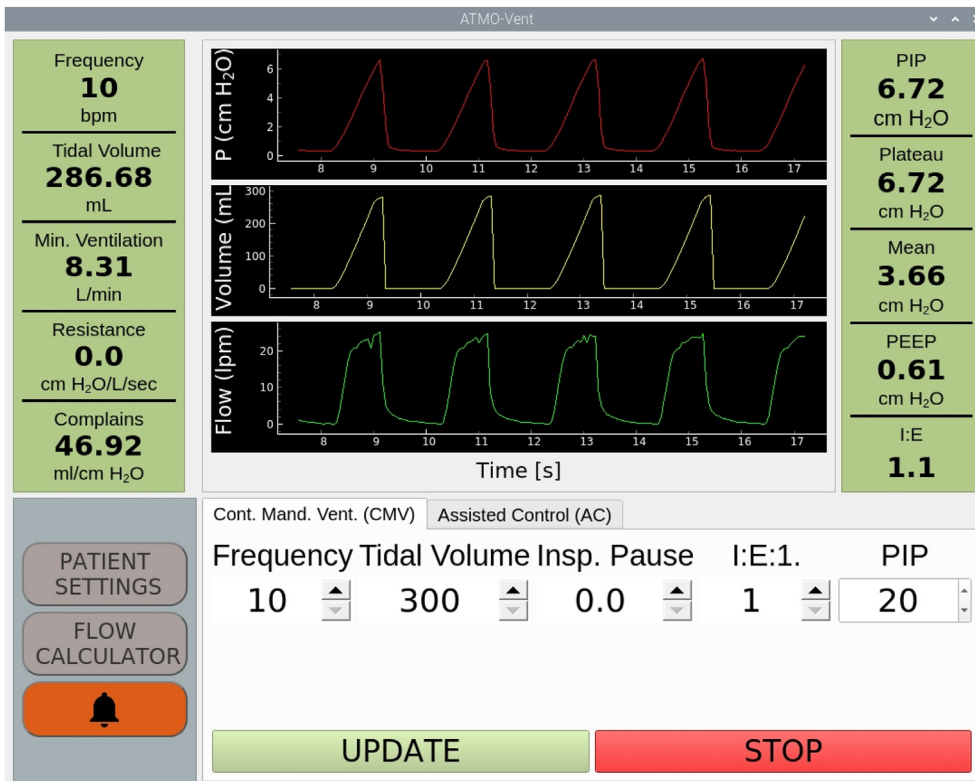 ATMO-Vent
Frequency
10
bpm
Tidal Volume
286.68
mL
Min. Ventilation
8.31
L/min
Resistance
0.0
cm H₂O/L/sec
Complains
46.92
ml/cm H₂O
P (cm H₂O)
6
4
2
0
8 9 10 11 12 13 14 15 16 17
Volume (mL
300
200
100
0
8 9 10 11 12 13 14 15 16 17
Flow (lpm)
20
10
0
8 9 10 11 12 13 14 15 16 17
Time [s]
PIP
6.72
cm H₂O
Plateau
6.72
cm H₂O
Mean
3.66
cm H₂O
PEEP
0.61
cm H₂O
I:E
1.1
PATIENT
SETTINGS
FLOW
CALCULATOR
Cont. Mand. Vent. (CMV) Assisted Control (AC)
Frequency Tidal Volume Insp. Pause I:E:1. PIP
10 300 0.0 1 20
UPDATE STOP